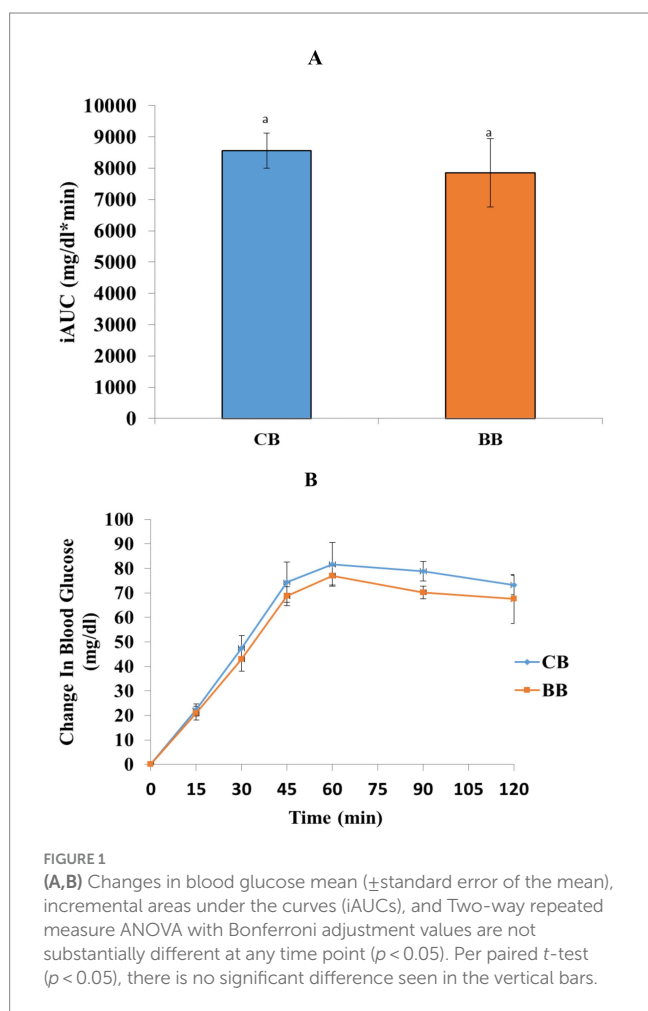 A
10000
9000
8000
7000
6000
5000
4000
3000
2000
1000
0
iAUC (mg/dl*min)
a
a
CB
BB
B
100
90
80
70
60
50
40
30
20
10
0
Change In Blood Glucose
(mg/dl)
CB
BB
0 15 30 45 60 75 90 105 120
Time (min)
FIGURE 1
(A,B) Changes in blood glucose mean (±standard error of the mean),
incremental areas under the curves (iAUCs), and Two-way repeated
measure ANOVA with Bonferroni adjustment values are not
substantially different at any time point (p < 0.05). Per paired t-test
(p < 0.05), there is no significant difference seen in the vertical bars.